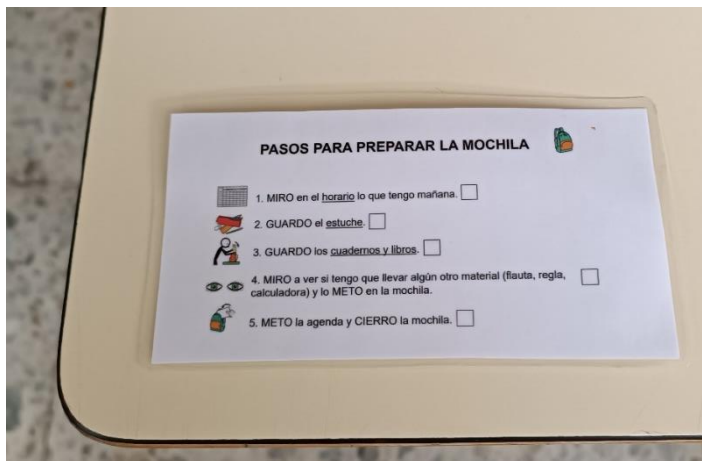 PASOS PARA PREPARAR LA MOCHILA
1. MIRO en el horario lo que tengo mañana.
2. GUARDO el estuche.
3. GUARDO los cuadernos y libros.
4. MIRO a ver si tengo que llevar algún otro material (flauta, regla,
calculadora) y lo METO en la mochila.
5. METO la agenda y CIERRO la mochila.